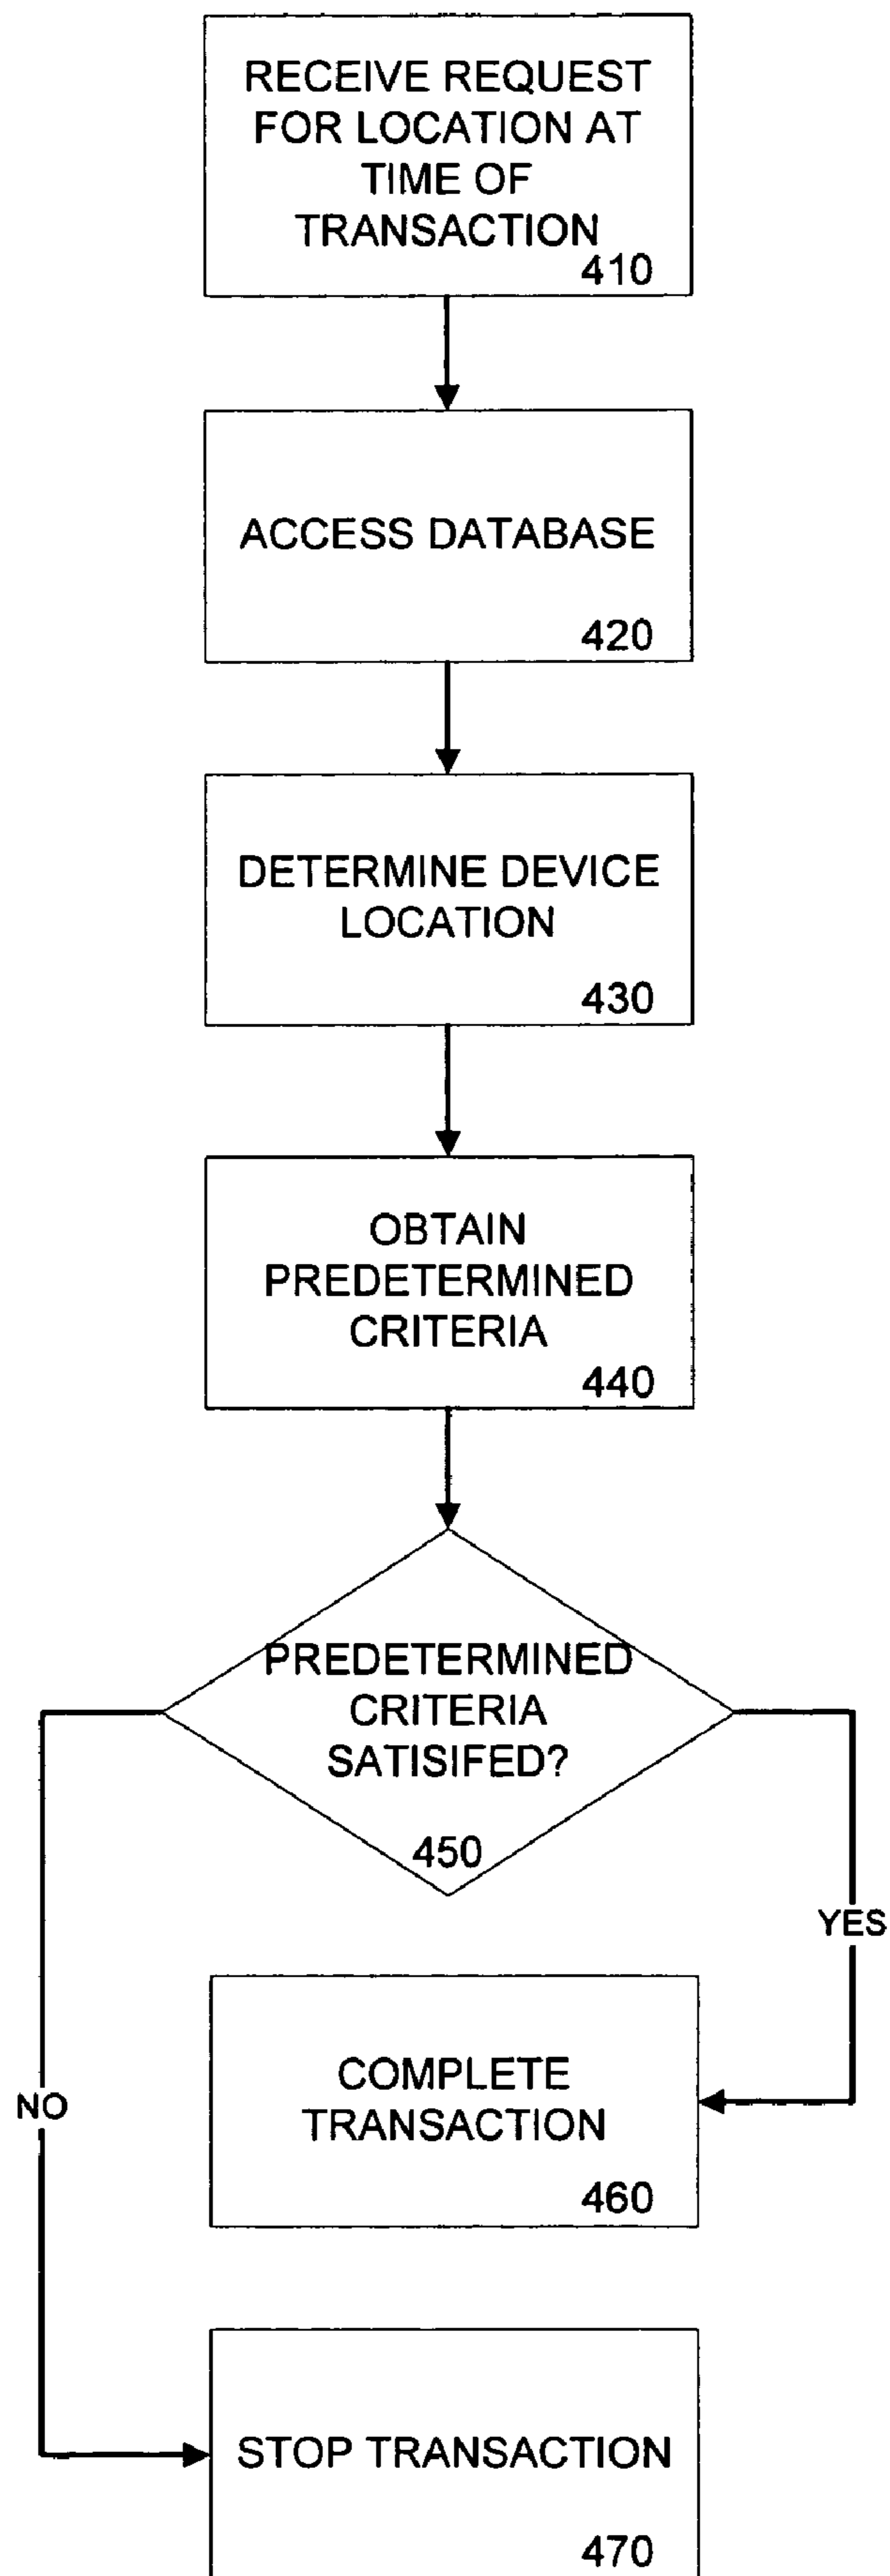 RECEIVE REQUEST
FOR LOCATION AT
TIME OF
TRANSACTION
410
ACCESS DATABASE
420
DETERMINE DEVICE
LOCATION
430
OBTAIN
PREDETERMINED
CRITERIA
440
PREDETERMINED
CRITERIA
SATISIFED?
450
YES
COMPLETE
TRANSACTION
460
NO
STOP TRANSACTION
470